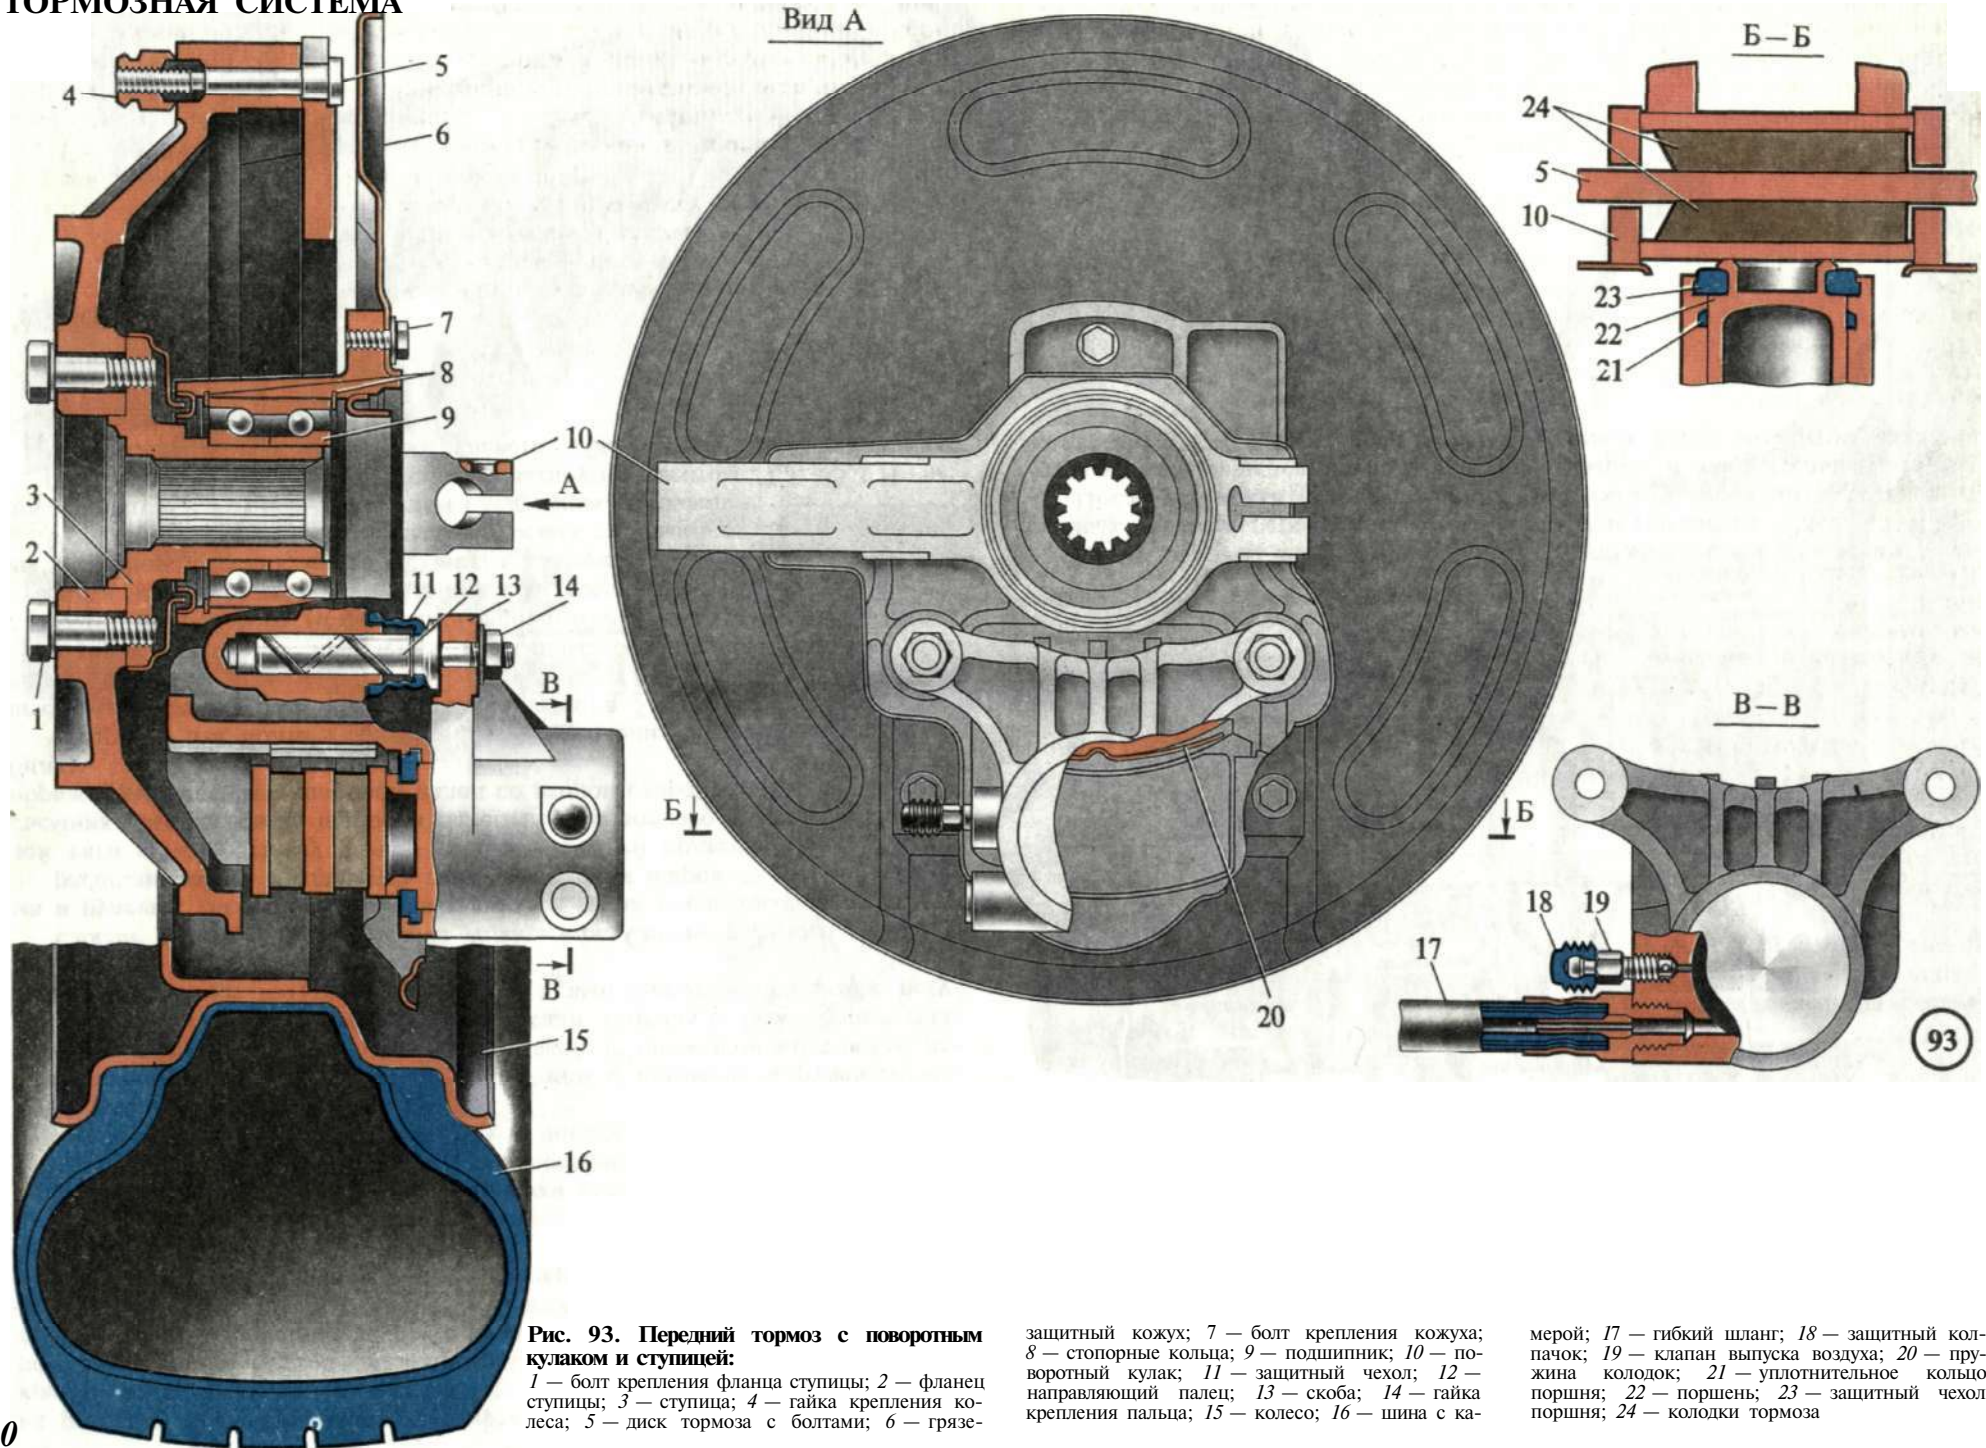 ТОРМОЗНАЯ СИСТЕМА
Вид А
Б—Б
4
5
6
7
8
9
10
А
3
2
1
11
12
13
14
В
В
15
16
Б
Б
20
24
5
10
23
22
21
В—В
18
19
17
93
Рис. 93. Передний тормоз с поворотным
кулаком и ступицей:
1 — болт крепления фланца ступицы; 2 — фланец
ступицы; 3 — ступица; 4 — гайка крепления ко-
леса; 5 — диск тормоза с болтами; 6 — грязе-
защитный кожух; 7 — болт крепления кожуха;
8 — стопорные кольца; 9 — подшипник; 10 — по-
воротный кулак; 11 — защитный чехол; 12 —
направляющий палец; 13 — скоба; 14 — гайка
крепления пальца; 15 — колесо; 16 — шина с ка-
мерой; 17 — гибкий шланг; 18 — защитный кол-
пачок; 19 — клапан выпуска воздуха; 20 — пру-
жина колодок; 21 — уплотнительное кольцо
поршня; 22 — поршень; 23 — защитный чехол
поршня; 24 — колодки тормоза
0